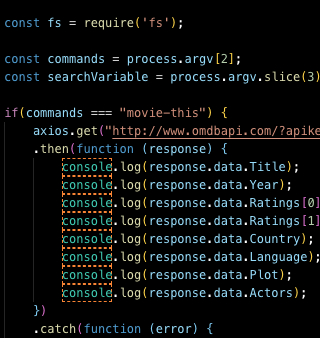 const fs = require('fs');
const commands = process.argv[2];
const searchVariable = process.argv.slice(3)
if(commands === "movie-this") {
axios.get("http://www.omdbapi.com/?apike
.then(function (response) {
console.log(response.data.Title);
console.log(response.data.Year);
console.log(response.data.Ratings[0]
console.log(response.data.Ratings[1]
console.log(response.data.Country);
console.log(response.data.Language);
console.log(response.data.Plot);
console.log(response.data.Actors);
})
.catch(function (error) {